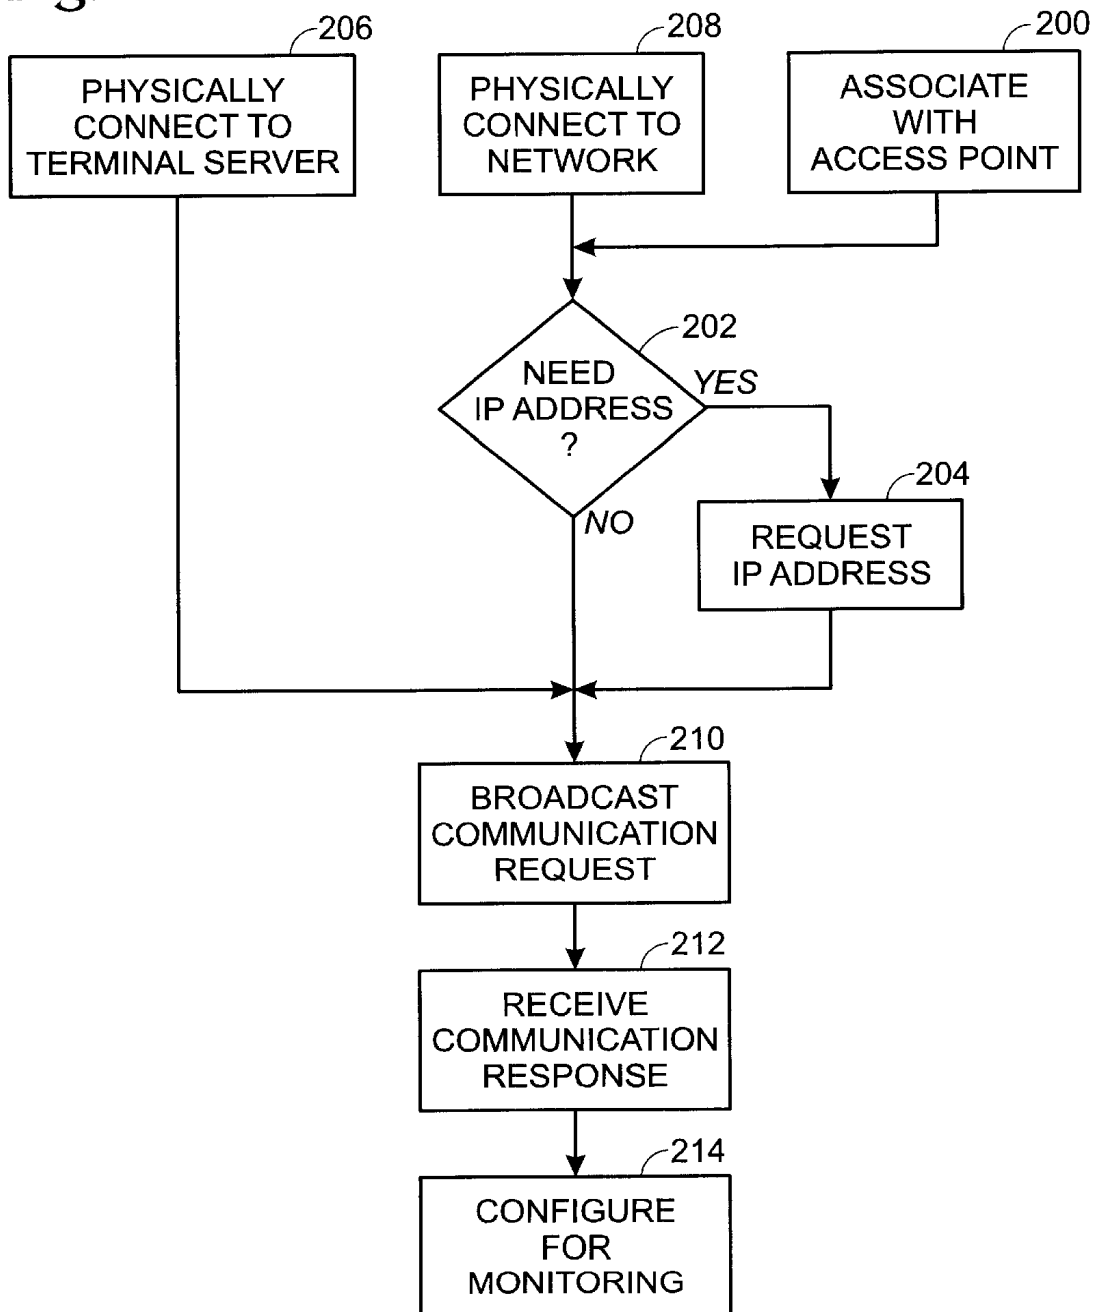 206
208
200
PHYSICALLY
CONNECT TO
TERMINAL SERVER
PHYSICALLY
CONNECT TO
NETWORK
ASSOCIATE
WITH
ACCESS POINT
202
NEED
IP ADDRESS
?
YES
NO
204
REQUEST
IP ADDRESS
210
BROADCAST
COMMUNICATION
REQUEST
212
RECEIVE
COMMUNICATION
RESPONSE
214
CONFIGURE
FOR
MONITORING